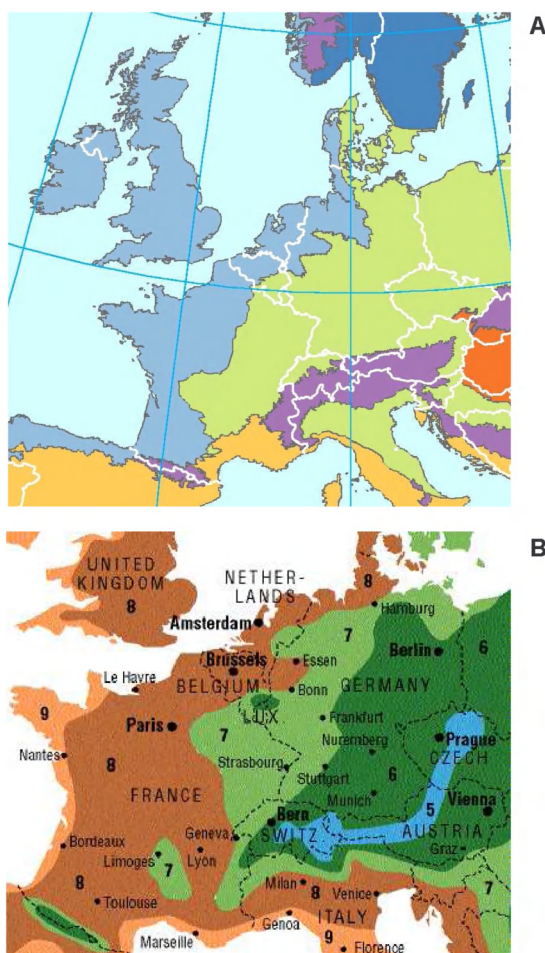 A
B
UNITED
KINGDOM
8
NETHER-
LANDS
8
Hamburg
7
6
Amsterdam
Berlin
Brussels
Essen
Le Havre
BELGIUM
Bonn
GERMANY
9
LUX
Paris
7
Frankfurt
Prague
Nuremberg
CZECH
Nantes
8
Strasbourg
Stuttgart
6
Munich
5
Vienna
FRANCE
Bern
Geneva
SWITZ
AUSTRIA
Bordeaux
Limoges
Lyon
Graz
7
8
Milan
8
Venice
7
Toulouse
ITALY
Genoa
Marseille
9
Florence